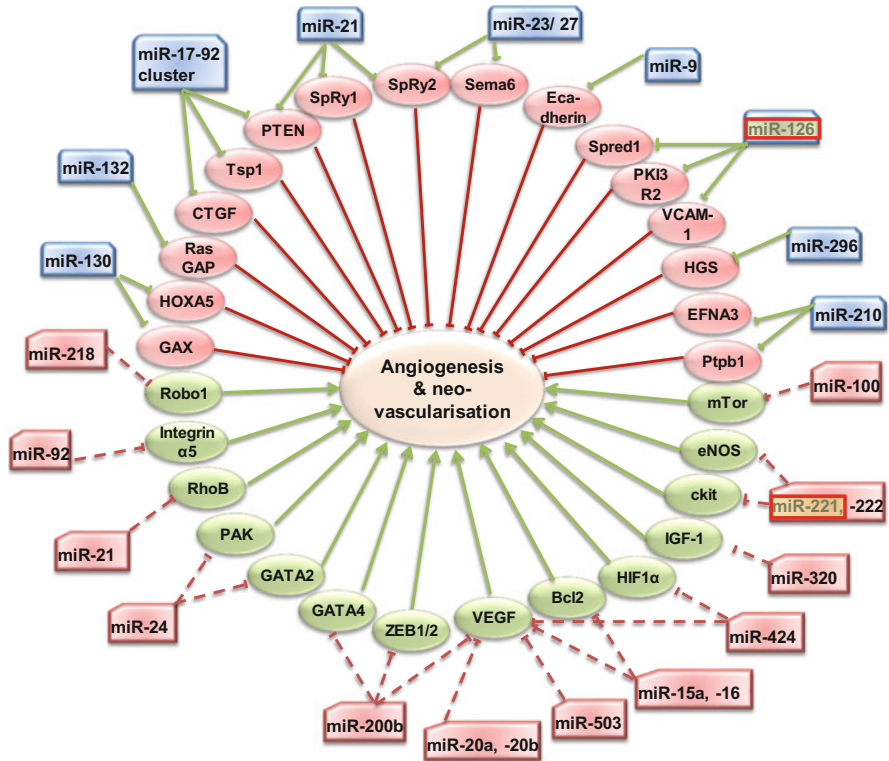 miR-21
miR-23/ 27
miR-17-92
cluster
miR-9
SpRy1
SpRy2
Sema6
Eca-
dherin
miR-126
PTEN
Spred1
Tsp1
PKI3
R2
miR-132
CTGF
VCAM-
1
miR-296
Ras
GAP
HGS
miR-130
HOXA5
EFNA3
miR-210
GAX
Ptpb1
miR-218
Angiogenesis
& neo-
vascularisation
Robo1
mTor
miR-100
Integrin
α5
miR-92
eNOS
RhoB
ckit
miR-221, -222
miR-21
PAK
IGF-1
GATA2
HIF1α
miR-320
GATA4
Bcl2
miR-24
ZEB1/2
VEGF
miR-424
miR-15a, -16
miR-200b
miR-503
miR-20a, -20b